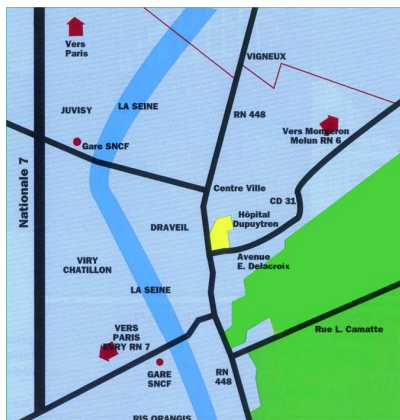 Vers
Paris
VIGNEUX
LA SEINE
JUVISY
RN 448
Vers Mongeron
Melun RN 6
Gare SNCF
Nationale 7
Centre Ville
CD 31
Hôpital
Dupuytren
DRAVEIL
Avenue
E. Delacroix
VIRY
CHATILLON
LA SEINE
VERS
PARIS
EVRY RN 7
Rue L. Camatte
GARE
SNCF
RN
448
RIS ORANGIS